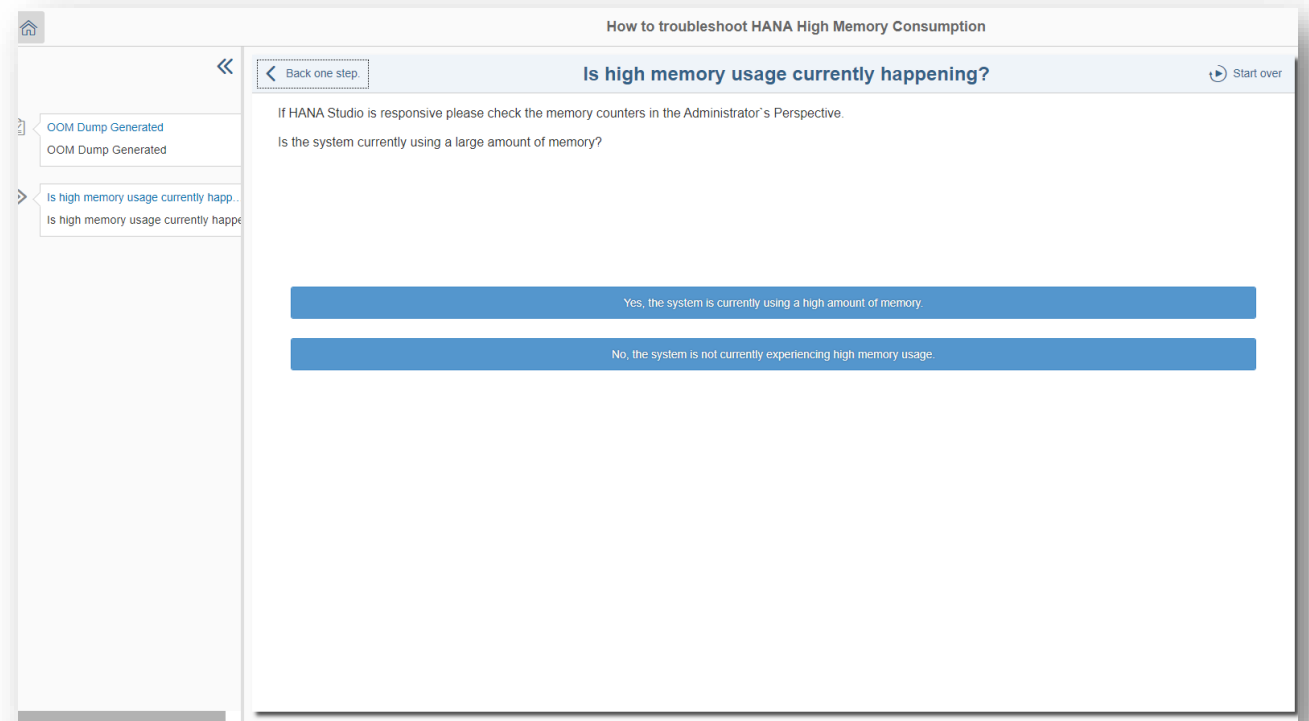 How to troubleshoot HANA High Memory Consumption
Back one step.
Is high memory usage currently happening?
Start over
OOM Dump Generated
OOM Dump Generated
Is high memory usage currently happ...
Is high memory usage currently happe
If HANA Studio is responsive please check the memory counters in the Administrator`s Perspective.
Is the system currently using a large amount of memory?
Yes, the system is currently using a high amount of memory.
No, the system is not currently experiencing high memory usage.